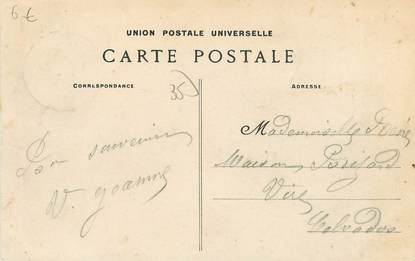 6€
UNION POSTALE UNIVERSELLE
CARTE POSTALE
CORRESPONDANCE
35
ADRESSE
Bon souvenir
V.
Mademoiselle
Maison
Vire
Calvados